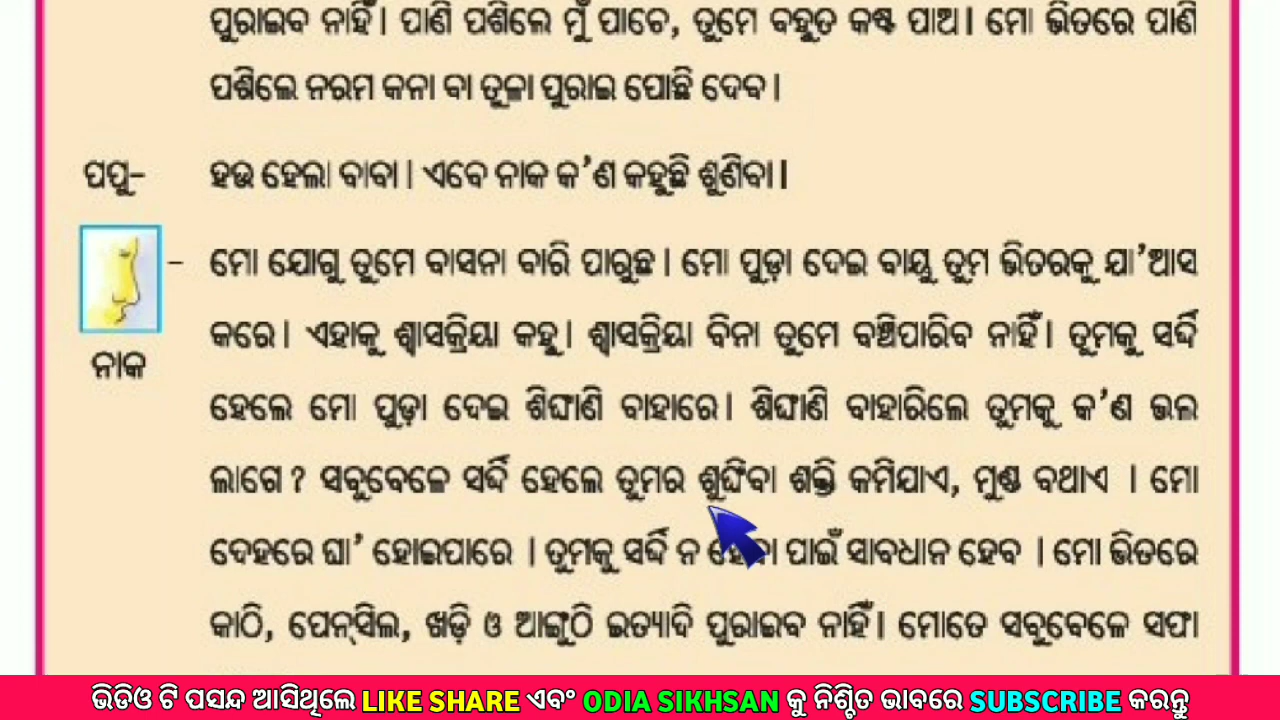 ପୁରାଇବ ନାହିଁ। ପାଣି ପଶିଲେ ମୁଁ ପାଚେ, ତୁମେ ବହୁତ କଷ୍ଟ ପାଅ। ମୋ ଭିତରେ ପାଣି
ପଶିଲେ ନରମ କନା ବା ତୂଳା ପୁରାଇ ପୋଛି ଦେବ।
ପପୁ- ହଉ ହେଲା ବାବା। ଏବେ ନାକ କ'ଣ କହୁଛି ଶୁଣିବା।
– ମୋ ଯୋଗୁ ତୁମେ ବାସନା ବାରି ପାରୁଛ। ମୋ ପୁଡ଼ା ଦେଇ ବାୟୁ ତୁମ ଭିତରକୁ ଯା'ଆସ
କରେ। ଏହାକୁ ଶ୍ୱାସକ୍ରିୟା କହୁ। ଶ୍ୱାସକ୍ରିୟା ବିନା ତୁମେ ବଞ୍ଚିପାରିବ ନାହିଁ। ତୁମକୁ ସର୍ଦ୍ଦି
ନାକ
ହେଲେ ମୋ ପୁଡ଼ା ଦେଇ ଶିଙ୍ଘାଣି ବାହାରେ। ଶିଙ୍ଘାଣି ବାହାରିଲେ ତୁମକୁ କ'ଣ ଭଲ
ଲାଗେ? ସବୁବେଳେ ସର୍ଦ୍ଦି ହେଲେ ତୁମର ଶୁଙ୍ଘିବା ଶକ୍ତି କମିଯାଏ, ମୁଣ୍ଡ ବଥାଏ । ମୋ
ଦେହରେ ଘା' ହୋଇପାରେ । ତୁମକୁ ସର୍ଦ୍ଦି ନ ହେବା ପାଇଁ ସାବଧାନ ହେବ । ମୋ ଭିତରେ
କାଠି, ପେନ୍‌ସିଲ, ଖଡ଼ି ଓ ଆଙ୍ଗୁଠି ଇତ୍ୟାଦି ପୁରାଇବ ନାହିଁ। ମୋତେ ସବୁବେଳେ ସଫା
ଭିଡିଓ ଟି ପସନ୍ଦ ଆସିଥିଲେ LIKE SHARE ଏବଂ ODIA SIKHSAN କୁ ନିଶ୍ଚିତ ଭାବରେ SUBSCRIBE କରନ୍ତୁ